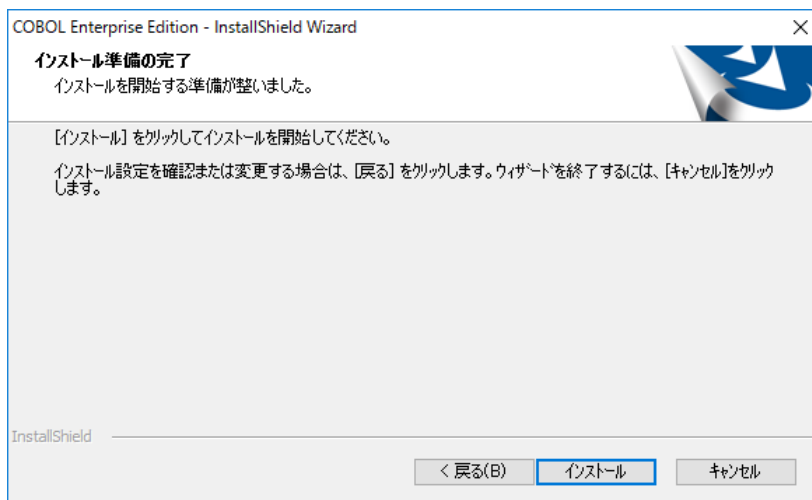 COBOL Enterprise Edition - InstallShield Wizard
インストール準備の完了
インストールを開始する準備が整いました。
[インストール] をクリックしてインストールを開始してください。
インストール設定を確認または変更する場合は、[戻る] をクリックします。ウィザードを終了するには、[キャンセル]をクリック
します。
InstallShield
< 戻る(B) インストール キャンセル